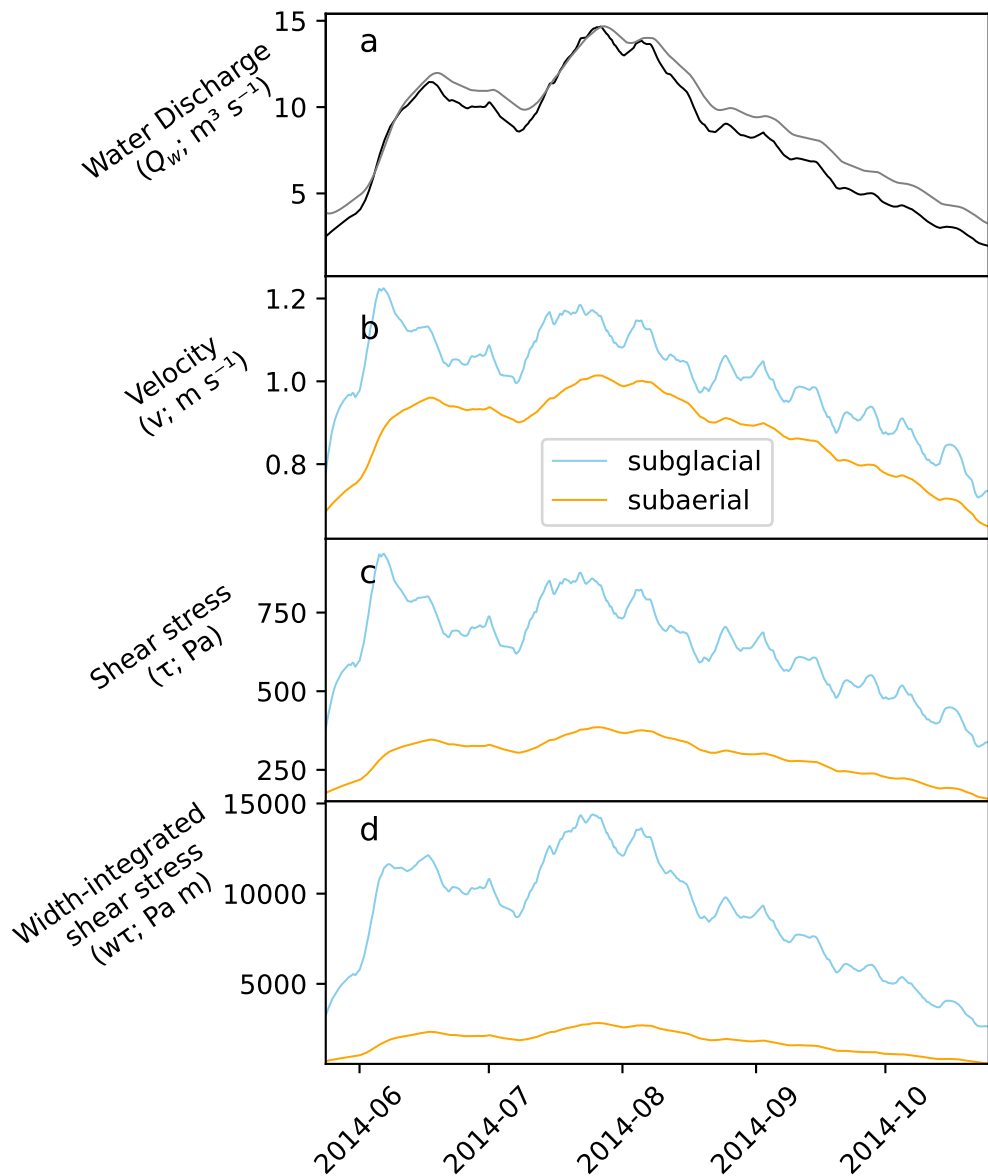 a
Water Discharge
(Q_w; m³ s⁻¹)
15
10
5
b
Velocity
(v; m s⁻¹)
1.2
1.0
0.8
subglacial
subaerial
c
Shear stress
(τ; Pa)
750
500
250
d
Width-integrated
shear stress
(wτ; Pa m)
15000
10000
5000
2014-06
2014-07
2014-08
2014-09
2014-10